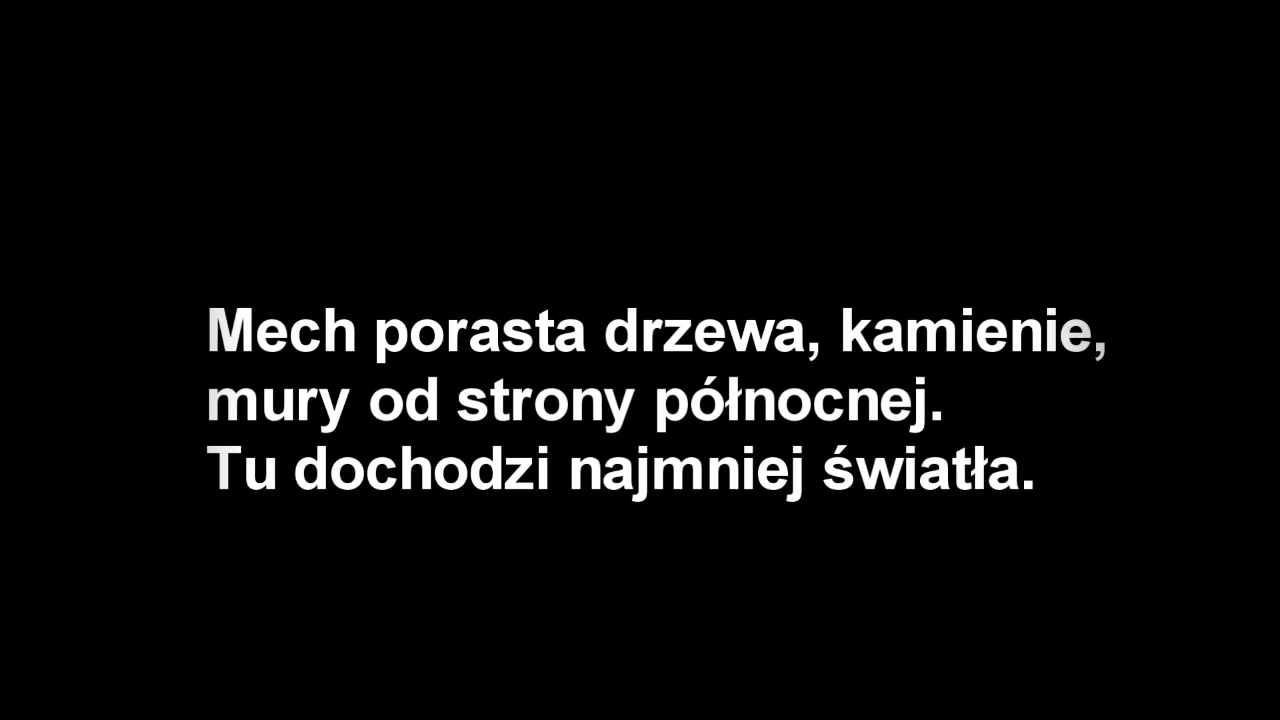 Mech porasta drzewa, kamienie,
mury od strony północnej.
Tu dochodzi najmniej światła.